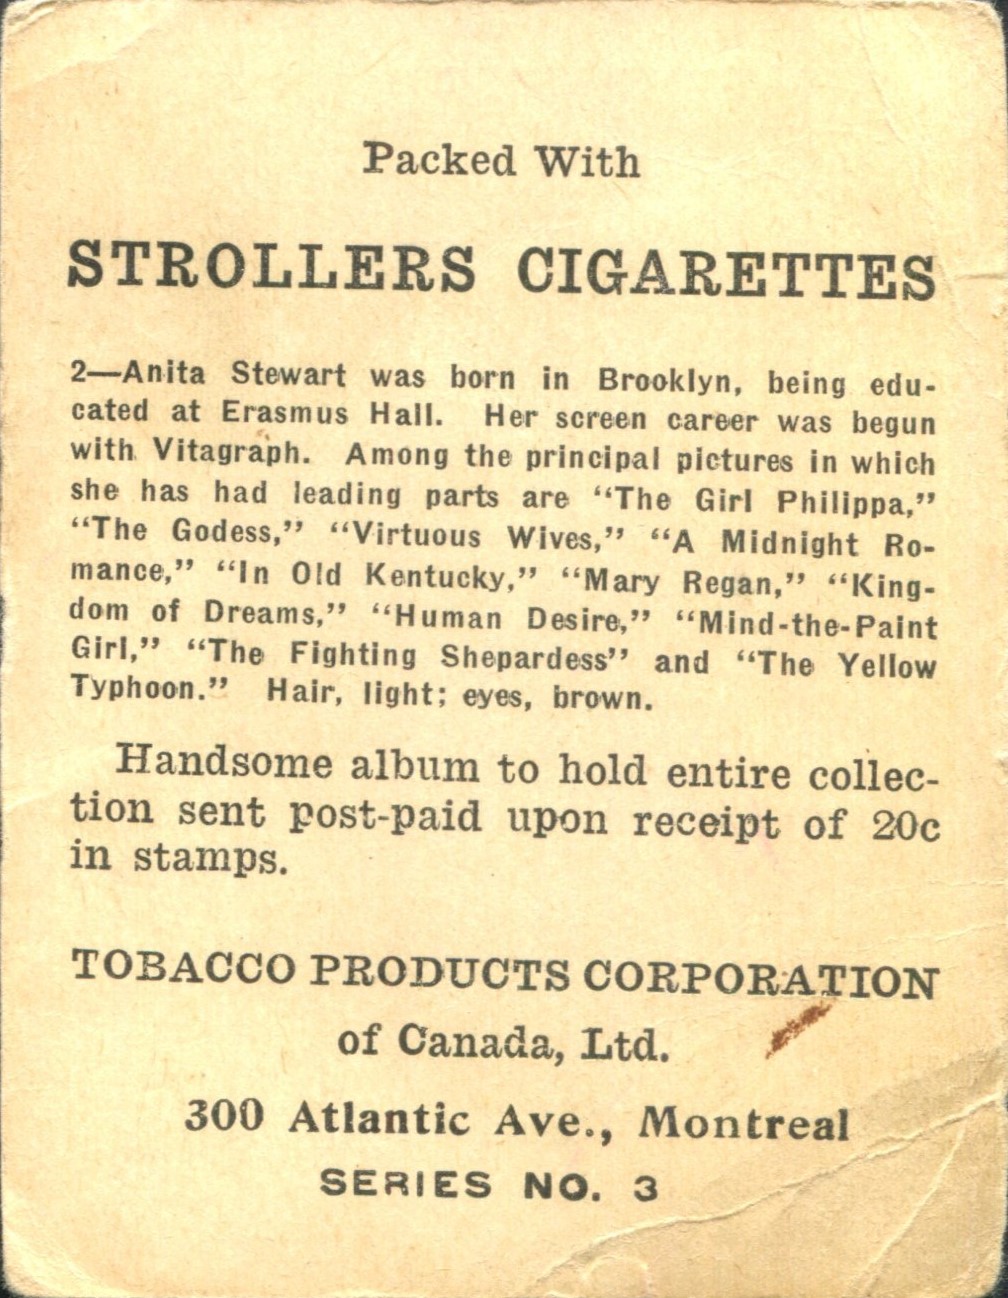 Packed With
STROLLERS CIGARETTES
2—Anita Stewart was born in Brooklyn, being edu-
cated at Erasmus Hall. Her screen career was begun
with Vitagraph. Among the principal pictures in which
she has had leading parts are “The Girl Philippa,”
“The Godess,” “Virtuous Wives,” “A Midnight Ro-
mance,” “In Old Kentucky,” “Mary Regan,” “King-
dom of Dreams,” “Human Desire,” “Mind-the-Paint
Girl,” “The Fighting Shepardess” and “The Yellow
Typhoon.” Hair, light; eyes, brown.
Handsome album to hold entire collec-
tion sent post-paid upon receipt of 20c
in stamps.
TOBACCO PRODUCTS CORPORATION
of Canada, Ltd.
300 Atlantic Ave., Montreal
SERIES NO. 3